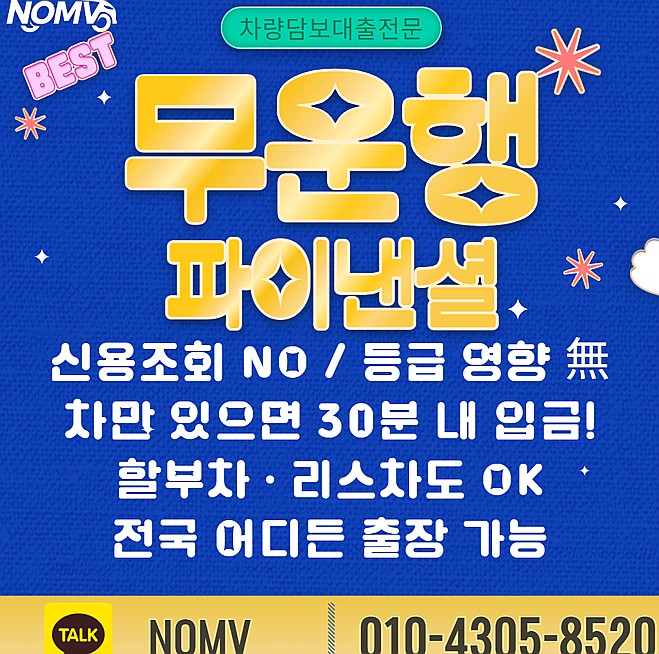 NOMV
차량담보대출전문
BEST
무운행
파이낸셜
신용조회 NO / 등급 영향 無
차만 있으면 30분 내 입금!
할부차·리스차도 OK
전국 어디든 출장 가능
TALK NOMV 010-4305-8520